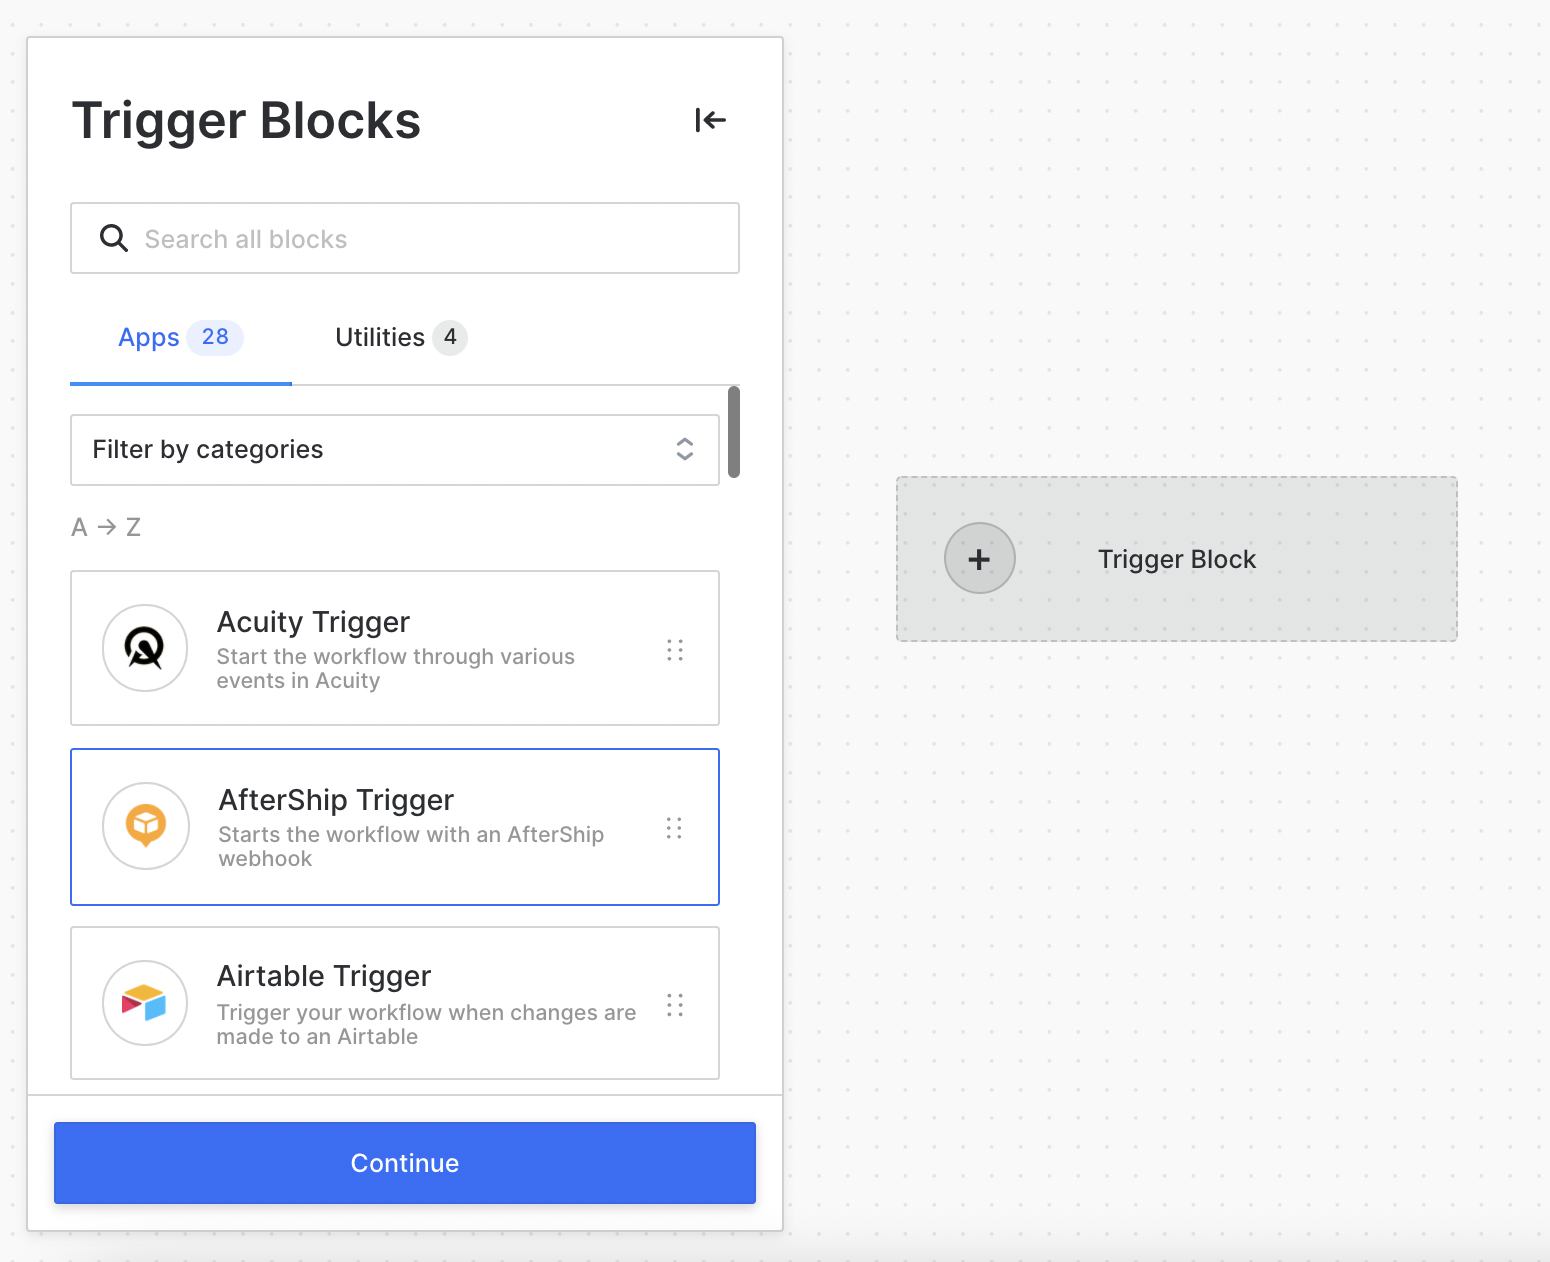 Trigger Blocks
Search all blocks
Apps 28
Utilities 4
Filter by categories
A → Z
Acuity Trigger
Start the workflow through various
events in Acuity
AfterShip Trigger
Starts the workflow with an AfterShip
webhook
Airtable Trigger
Trigger your workflow when changes are
made to an Airtable
Continue
Trigger Block